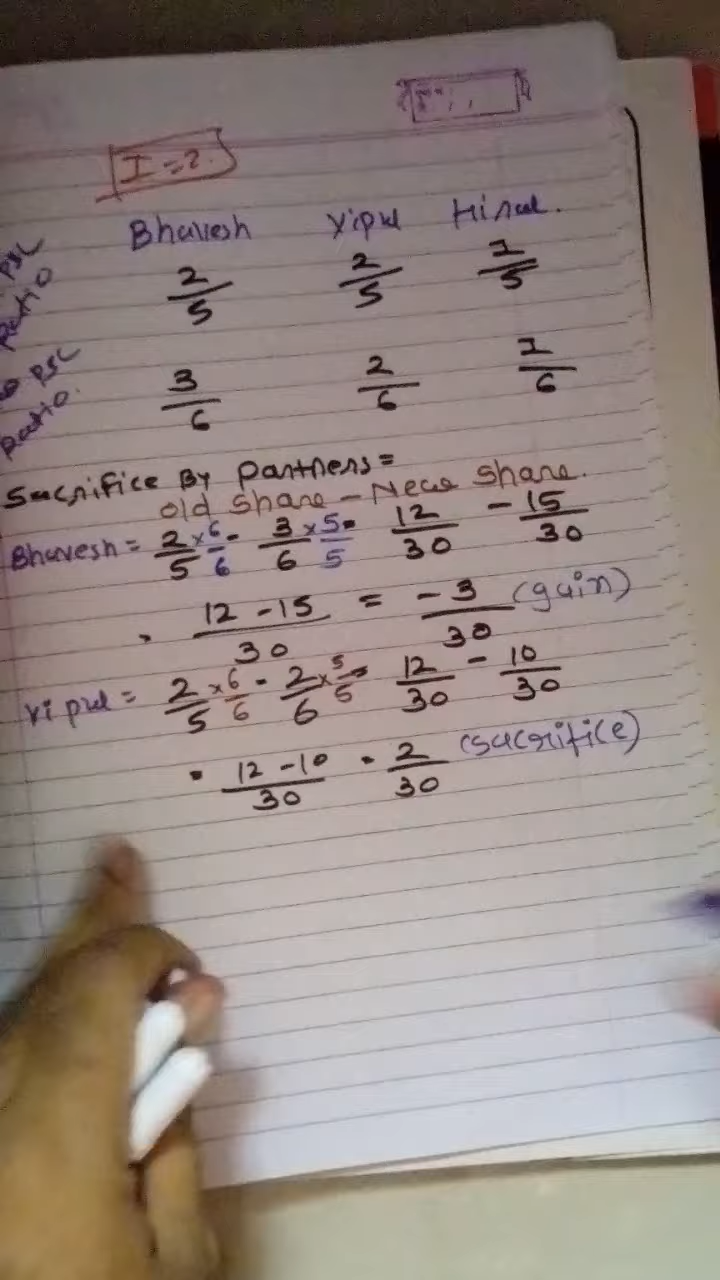 I = 2.
Bhavesh Vipul Hinal.
PSC Ratio 2/5 2/5 1/5
PSC Ratio. 3/6 2/6 1/6
Sacrifice By Partners =
old share - New share.
Bhavesh = 2/5 × 6/6 - 3/6 × 5/5 = 12/30 - 15/30
= 12 - 15/30 = - 3/30 (gain)
Vipul = 2/5 × 6/6 - 2/6 × 5/5 = 12/30 - 10/30
= 12 - 10/30 = 2/30 (sacrifice)